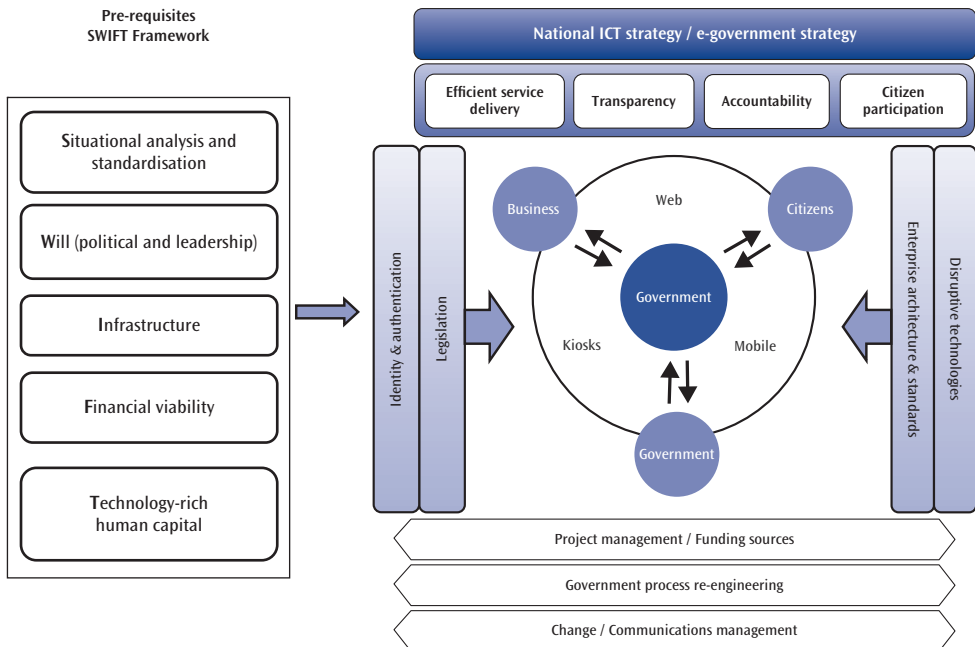 Pre-requisites
SWIFT Framework
Situational analysis and
standardisation
Will (political and leadership)
Infrastructure
Financial viability
Technology-rich
human capital
National ICT strategy / e-government strategy
Efficient service
delivery
Transparency
Accountability
Citizen
participation
Identity & authentication
Legislation
Business
Web
Citizens
Government
Kiosks
Mobile
Government
Enterprise architecture & standards
Disruptive technologies
Project management / Funding sources
Government process re-engineering
Change / Communications management